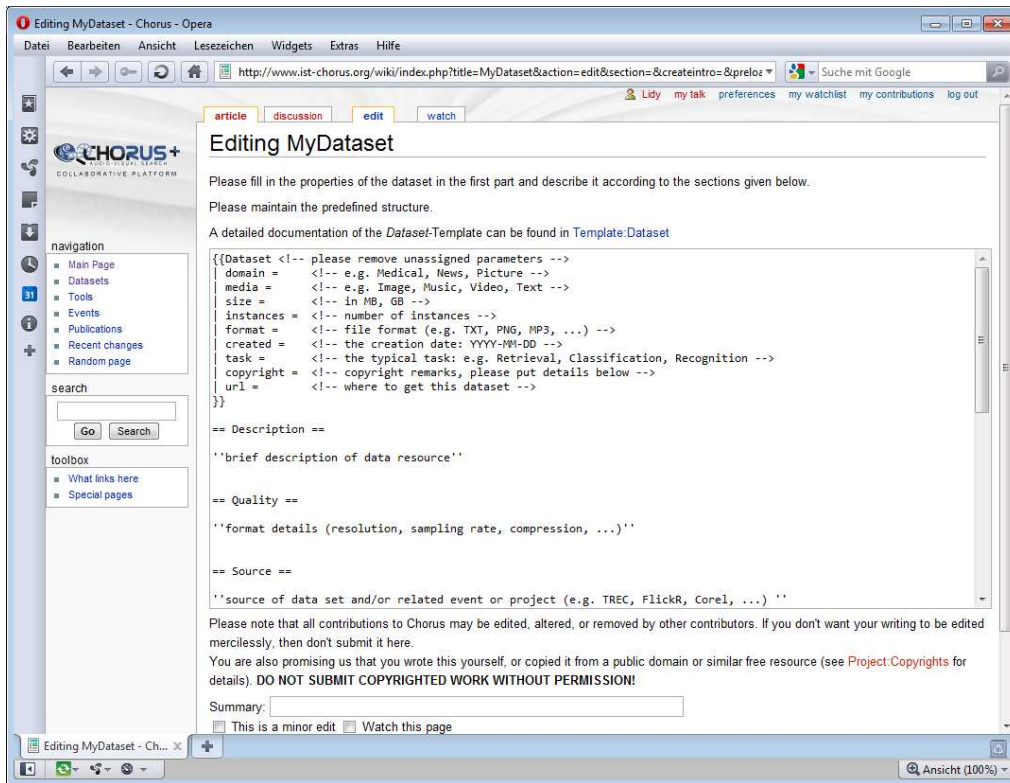 Editing MyDataset - Chorus - Opera
Datei Bearbeiten Ansicht Lesezeichen Widgets Extras Hilfe
http://www.ist-chorus.org/wiki/index.php?title=MyDataset&action=edit&section=&createintro=&preloa
Suche mit Google
Lidy my talk preferences my watchlist my contributions log out
article discussion edit watch
CHORUS+
AUDIO-VISUAL SEARCH
COLLABORATIVE PLATFORM
navigation
Main Page
Datasets
Tools
Events
Publications
Recent changes
Random page
search
Go Search
toolbox
What links here
Special pages
31
Editing MyDataset
Please fill in the properties of the dataset in the first part and describe it according to the sections given below.
Please maintain the predefined structure.
A detailed documentation of the Dataset-Template can be found in Template:Dataset
{{Dataset <!-- please remove unassigned parameters -->
| domain = <!-- e.g. Medical, News, Picture -->
| media = <!-- e.g. Image, Music, Video, Text -->
| size = <!-- in MB, GB -->
| instances = <!-- number of instances -->
| format = <!-- file format (e.g. TXT, PNG, MP3, ...) -->
| created = <!-- the creation date: YYYY-MM-DD -->
| task = <!-- the typical task: e.g. Retrieval, Classification, Recognition -->
| copyright = <!-- copyright remarks, please put details below -->
| url = <!-- where to get this dataset -->
}}
== Description ==
''brief description of data resource''
== Quality ==
''format details (resolution, sampling rate, compression, ...)''
== Source ==
''source of data set and/or related event or project (e.g. TREC, FlickR, Corel, ...) ''
Please note that all contributions to Chorus may be edited, altered, or removed by other contributors. If you don't want your writing to be edited
mercilessly, then don't submit it here.
You are also promising us that you wrote this yourself, or copied it from a public domain or similar free resource (see Project:Copyrights for
details). DO NOT SUBMIT COPYRIGHTED WORK WITHOUT PERMISSION!
Summary:
This is a minor edit Watch this page
Editing MyDataset - Ch...
Ansicht (100%)